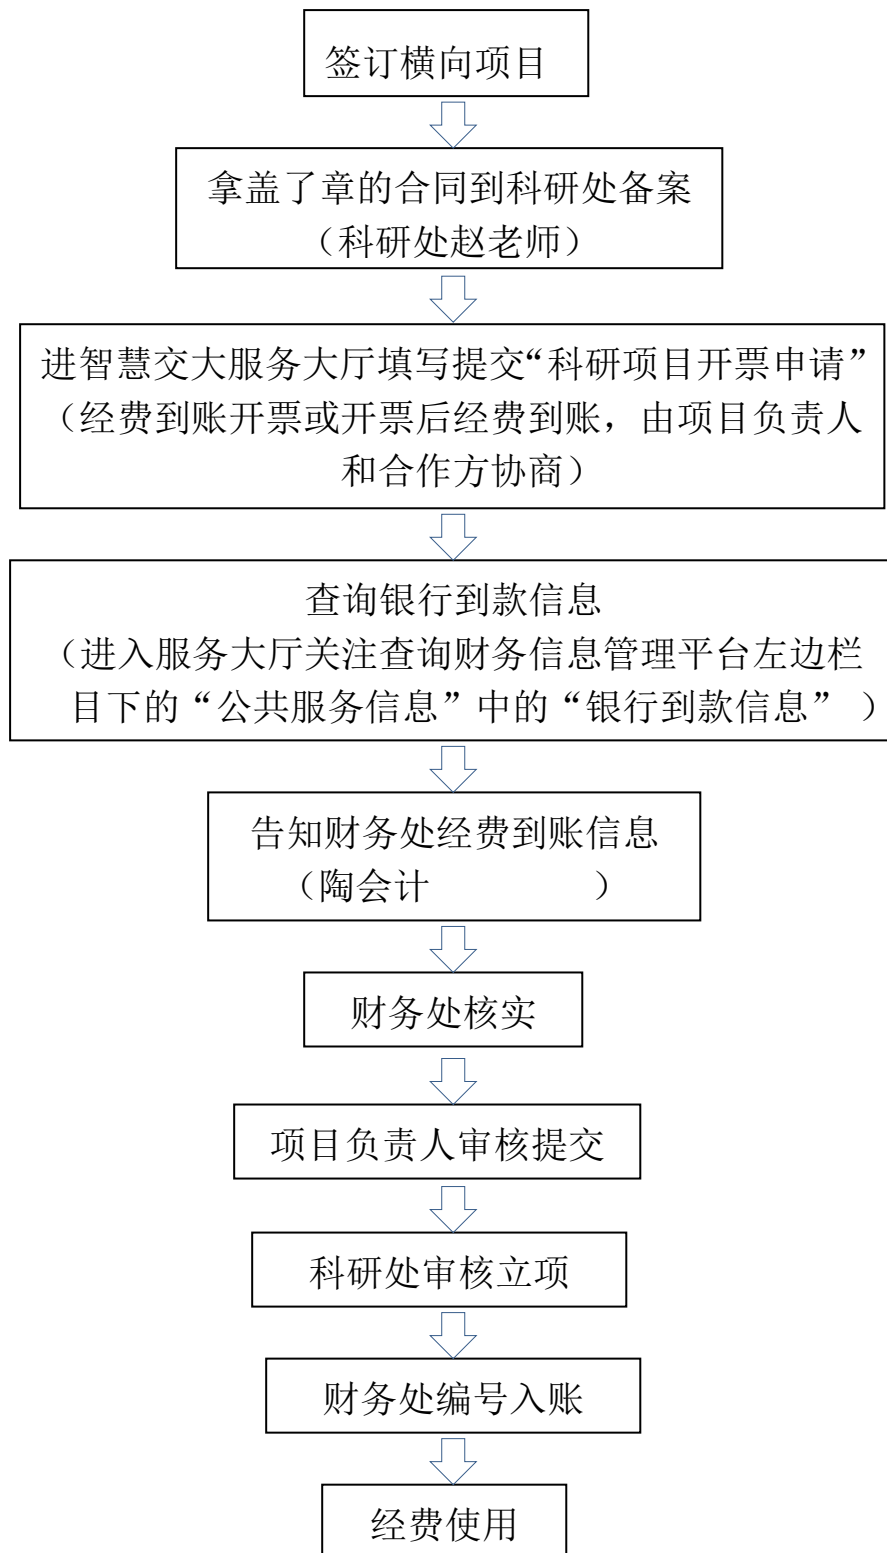 签订横向项目
拿盖了章的合同到科研处备案
（科研处赵老师）
进智慧交大服务大厅填写提交“科研项目开票申请”
（经费到账开票或开票后经费到账，由项目负责人
和合作方协商）
查询银行到款信息
（进入服务大厅关注查询财务信息管理平台左边栏
目下的“公共服务信息”中的“银行到款信息” ）
告知财务处经费到账信息
（陶会计 ）
财务处核实
项目负责人审核提交
科研处审核立项
财务处编号入账
经费使用